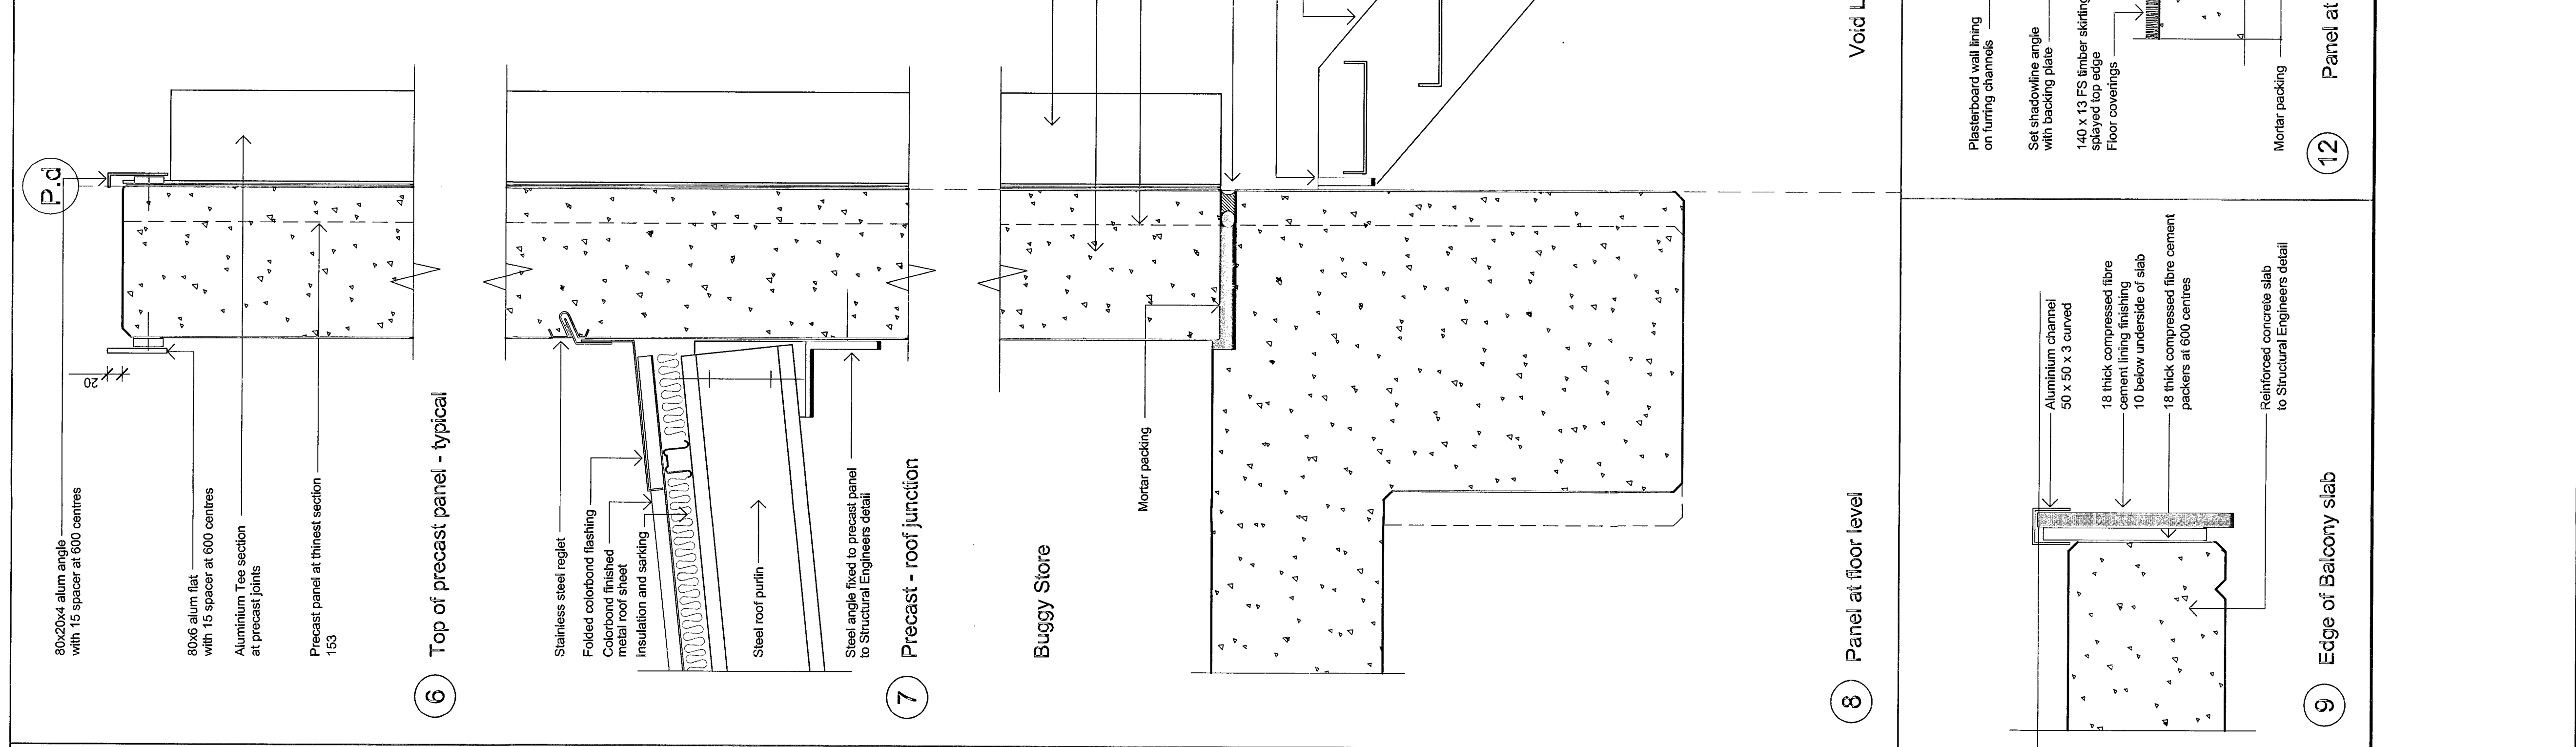 P.d
80x20x4 alum angle
with 15 spacer at 600 centres
20
80x6 alum flat
with 15 spacer at 600 centres
Aluminium Tee section
at precast joints
Precast panel at thinest section
153
6
Top of precast panel - typical
Stainless steel reglet
Folded colorbond flashing
Colorbond finished
metal roof sheet
Insulation and sarking
Steel roof purlin
Steel angle fixed to precast panel
to Structural Engineers detail
7
Precast - roof junction
Buggy Store
Mortar packing
8
Panel at floor level
Void L
Aluminium channel
50 x 50 x 3 curved
18 thick compressed fibre
cement lining finishing
10 below underside of slab
18 thick compressed fibre cement
packers at 600 centres
Reinforced concrete slab
to Structural Engineers detail
9
Edge of Balcony slab
Plasterboard wall lining
on furring channels
Set shadowline angle
with backing plate
140 x 13 FS timber skirting
splayed top edge
Floor coverings
Mortar packing
12
Panel at